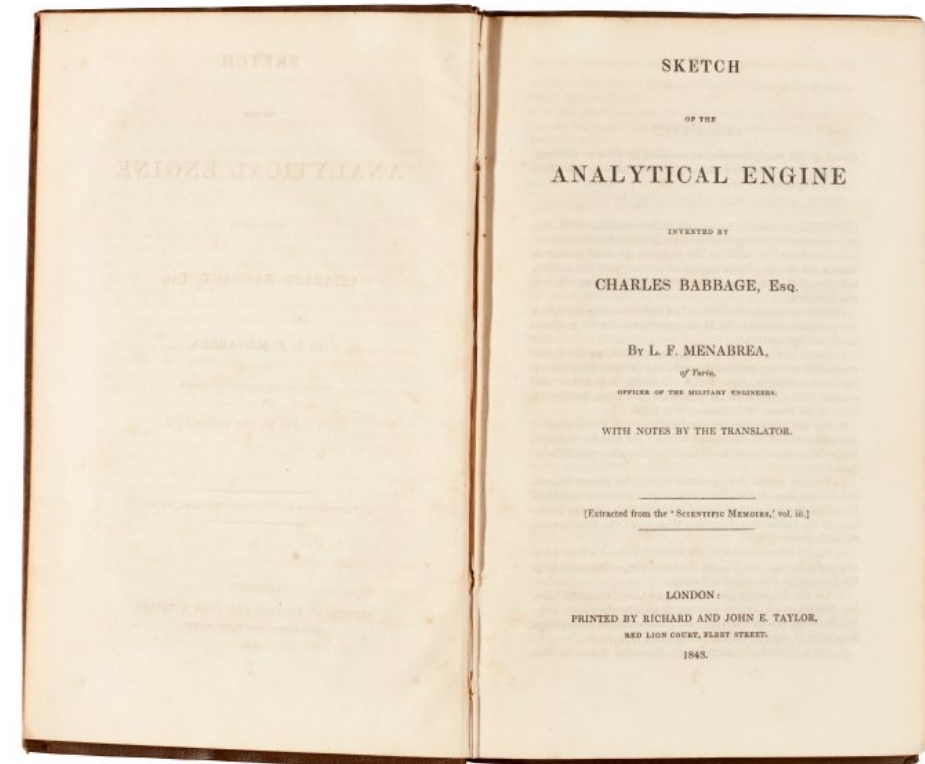 SKETCH
OF THE
ANALYTICAL ENGINE
INVENTED BY
CHARLES BABBAGE, Esq.
By L. F. MENABREA,
of Turin,
OFFICER OF THE MILITARY ENGINEERS.
WITH NOTES BY THE TRANSLATOR.
[Extracted from the ‘Scientific Memoirs,’ vol. iii.]
LONDON:
PRINTED BY RICHARD AND JOHN E. TAYLOR,
RED LION COURT, FLEET STREET.
1843.